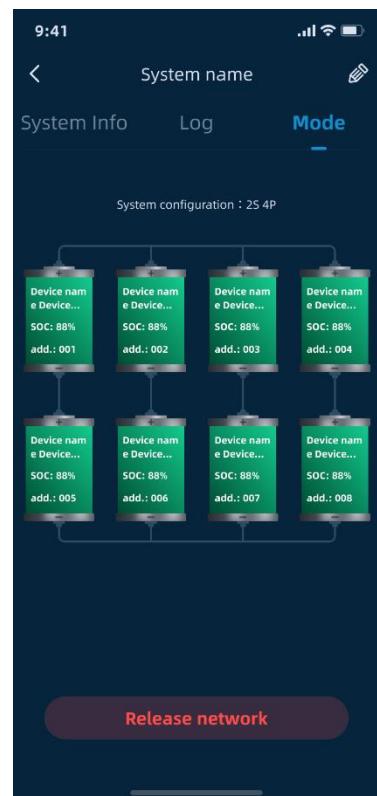 9:41
System name
System Info Log Mode
System configuration：2S 4P
+ + + +
Device nam Device nam Device nam Device nam
e Device... e Device... e Device... e Device...
SOC: 88% SOC: 88% SOC: 88% SOC: 88%
add.: 001 add.: 002 add.: 003 add.: 004
− − − −
+ + + +
Device nam Device nam Device nam Device nam
e Device... e Device... e Device... e Device...
SOC: 88% SOC: 88% SOC: 88% SOC: 88%
add.: 005 add.: 006 add.: 007 add.: 008
− − − −
Release network